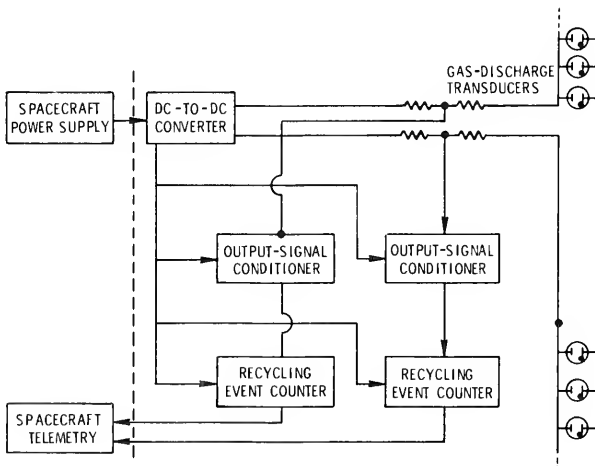 GAS-DISCHARGE
TRANSDUCERS
SPACECRAFT
POWER SUPPLY
DC-TO-DC
CONVERTER
OUTPUT-SIGNAL
CONDITIONER
OUTPUT-SIGNAL
CONDITIONER
RECYCLING
EVENT COUNTER
RECYCLING
EVENT COUNTER
SPACECRAFT
TELEMETRY